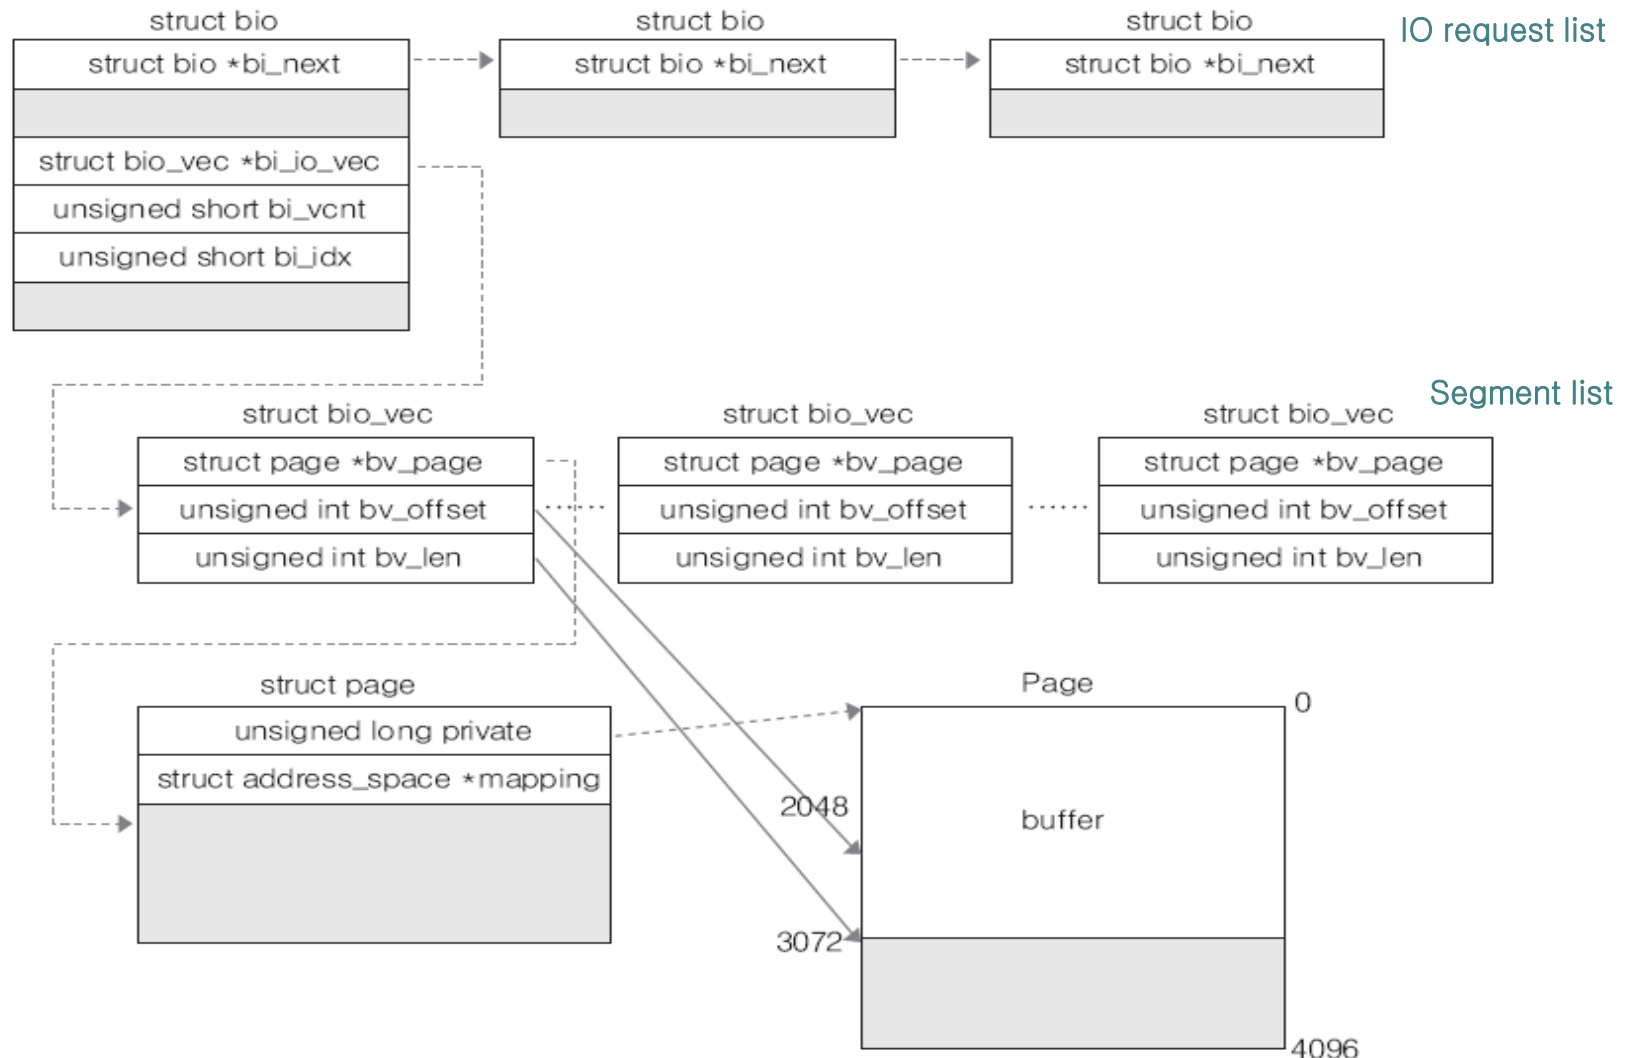 struct bio
struct bio
struct bio
IO request list
struct bio *bi_next
struct bio *bi_next
struct bio *bi_next
struct bio_vec *bi_io_vec
unsigned short bi_vcnt
unsigned short bi_idx
Segment list
struct bio_vec
struct bio_vec
struct bio_vec
struct page *bv_page
struct page *bv_page
struct page *bv_page
unsigned int bv_offset
unsigned int bv_offset
unsigned int bv_offset
unsigned int bv_len
unsigned int bv_len
unsigned int bv_len
struct page
Page
0
unsigned long private
struct address_space *mapping
2048
buffer
3072
4096